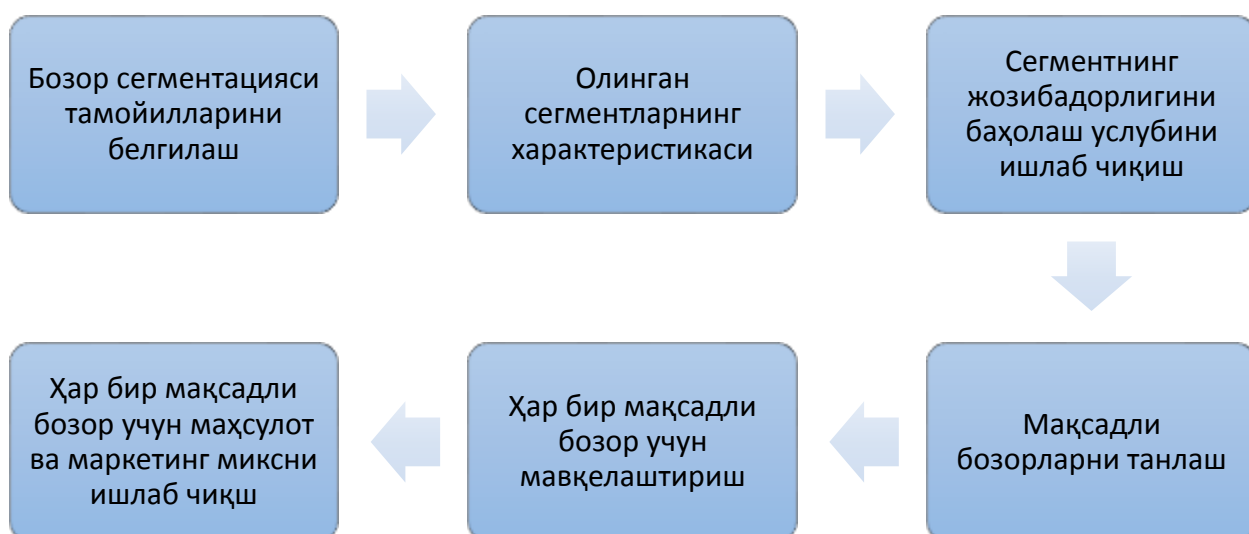 Бозор сегментацияси
тамойилларини
белгилаш
Олинган
сегментларнинг
характеристикаси
Сегментнинг
жозибадорлигини
баҳолаш услубини
ишлаб чиқиш
Мақсадли
бозорларни танлаш
Ҳар бир мақсадли
бозор учун
мавқелаштириш
Ҳар бир мақсадли
бозор учун маҳсулот
ва маркетинг миксни
ишлаб чиқш